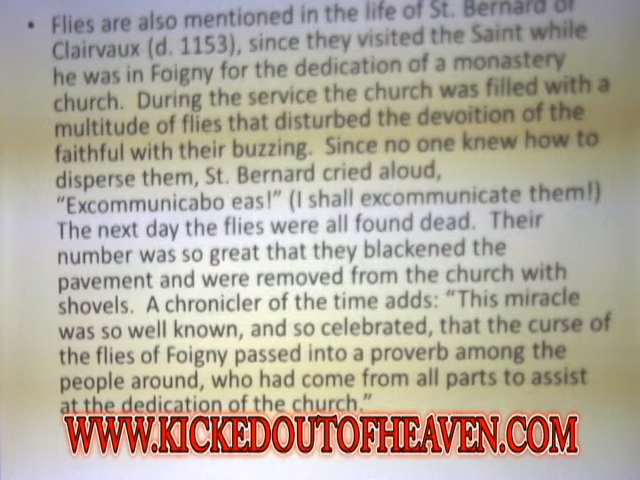 • Flies are also mentioned in the life of St. Bernard of
Clairvaux (d. 1153), since they visited the Saint while
he was in Foigny for the dedication of a monastery
church. During the service the church was filled with a
multitude of flies that disturbed the devoition of the
faithful with their buzzing. Since no one knew how to
disperse them, St. Bernard cried aloud,
“Excommunicabo eas!” (I shall excommunicate them!)
The next day the flies were all found dead. Their
number was so great that they blackened the
pavement and were removed from the church with
shovels. A chronicler of the time adds: “This miracle
was so well known, and so celebrated, that the curse of
the flies of Foigny passed into a proverb among the
people around, who had come from all parts to assist
at the dedication of the church.”
WWW.KICKEDOUTOFHEAVEN.COM